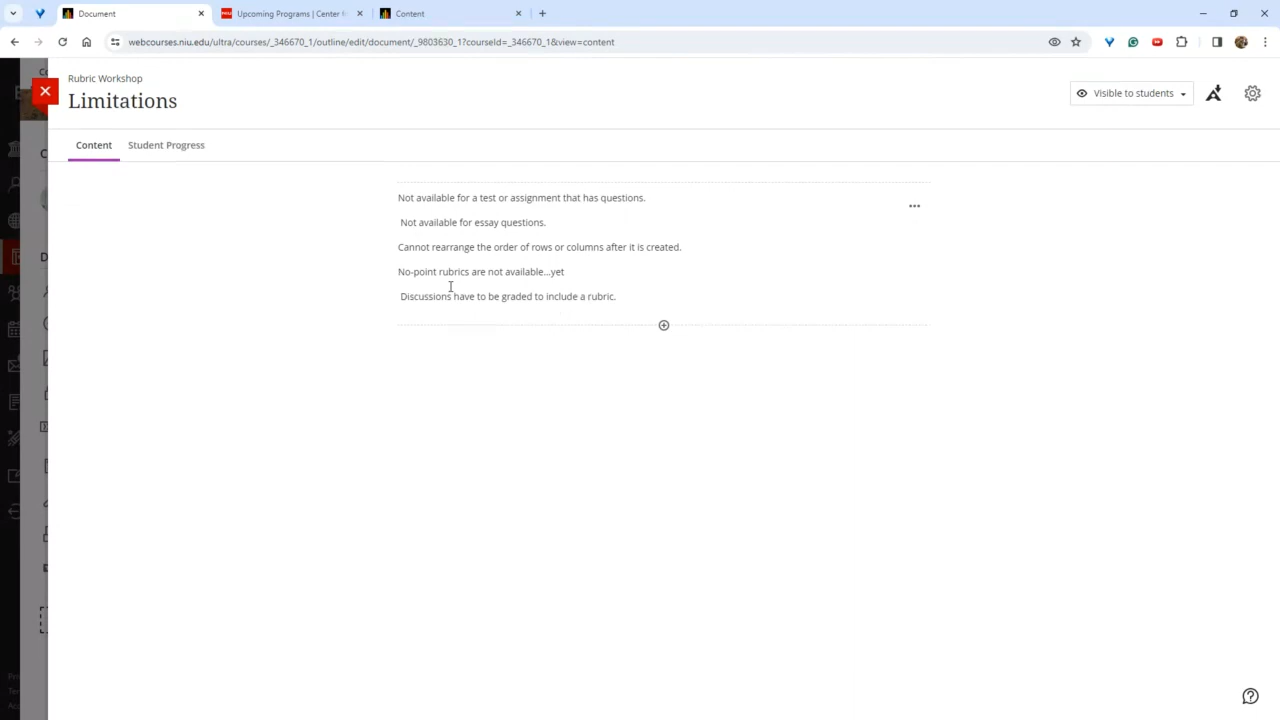 Document
Upcoming Programs | Center f
Content
webcourses.niu.edu/ultra/courses/_346670_1/outline/edit/document/_9803630_1?courseId=_346670_1&view=content
Rubric Workshop
Limitations
Visible to students
Content
Student Progress
Not available for a test or assignment that has questions.
Not available for essay questions.
Cannot rearrange the order of rows or columns after it is created.
No-point rubrics are not available...yet
Discussions have to be graded to include a rubric.